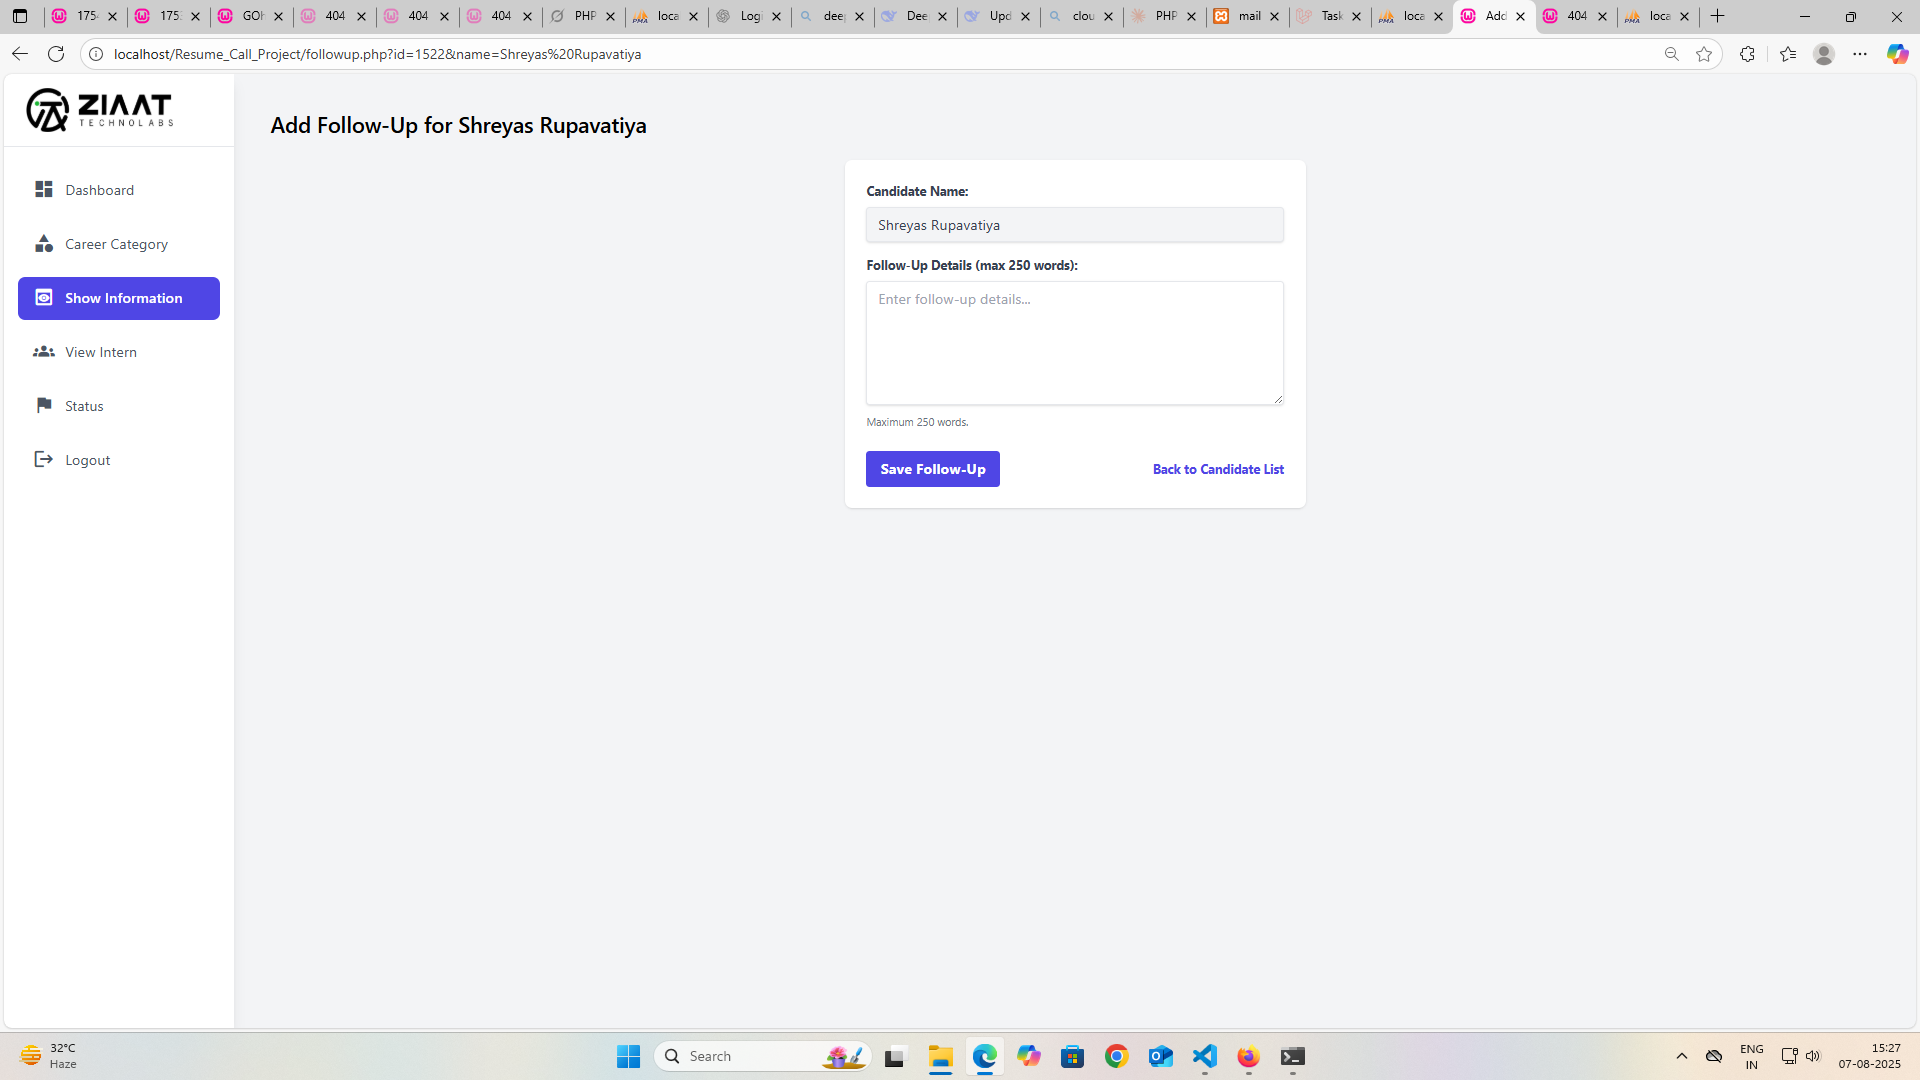 175
175
GOI
404
404
404
PHP
loca
Logi
deep
Dee
Upd
clou
PHP
mail
Task
loca
Add
404
loca
localhost/Resume_Call_Project/followup.php?id=1522&name=Shreyas%20Rupavatiya
ZIAAT
TECHNOLABS
Dashboard
Career Category
Show Information
View Intern
Status
Logout
Add Follow-Up for Shreyas Rupavatiya
Candidate Name:
Shreyas Rupavatiya
Follow-Up Details (max 250 words):
Enter follow-up details...
Maximum 250 words.
Save Follow-Up
Back to Candidate List
32°C
Haze
Search
ENG
IN
15:27
07-08-2025